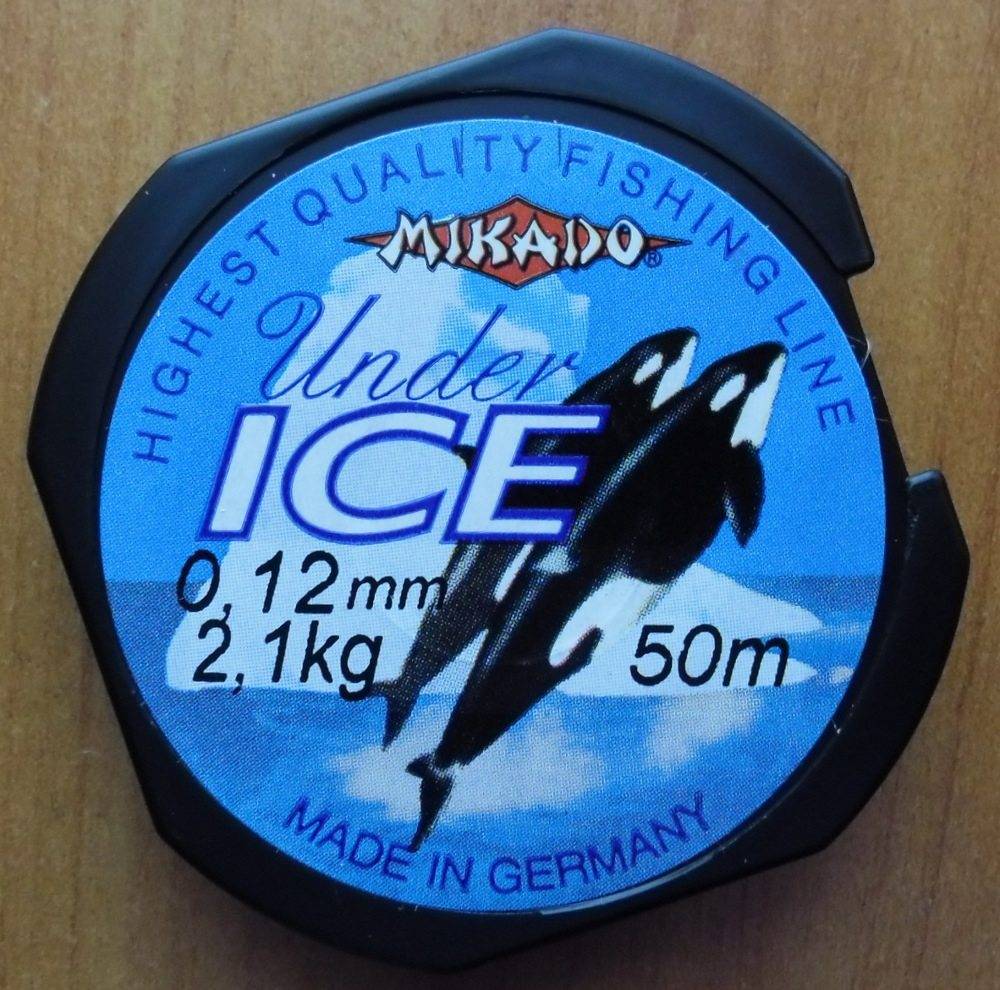 HIGHEST QUALITY FISHING LINE
MIKADO®
Under
ICE
0,12mm
2,1kg
50m
MADE IN GERMANY